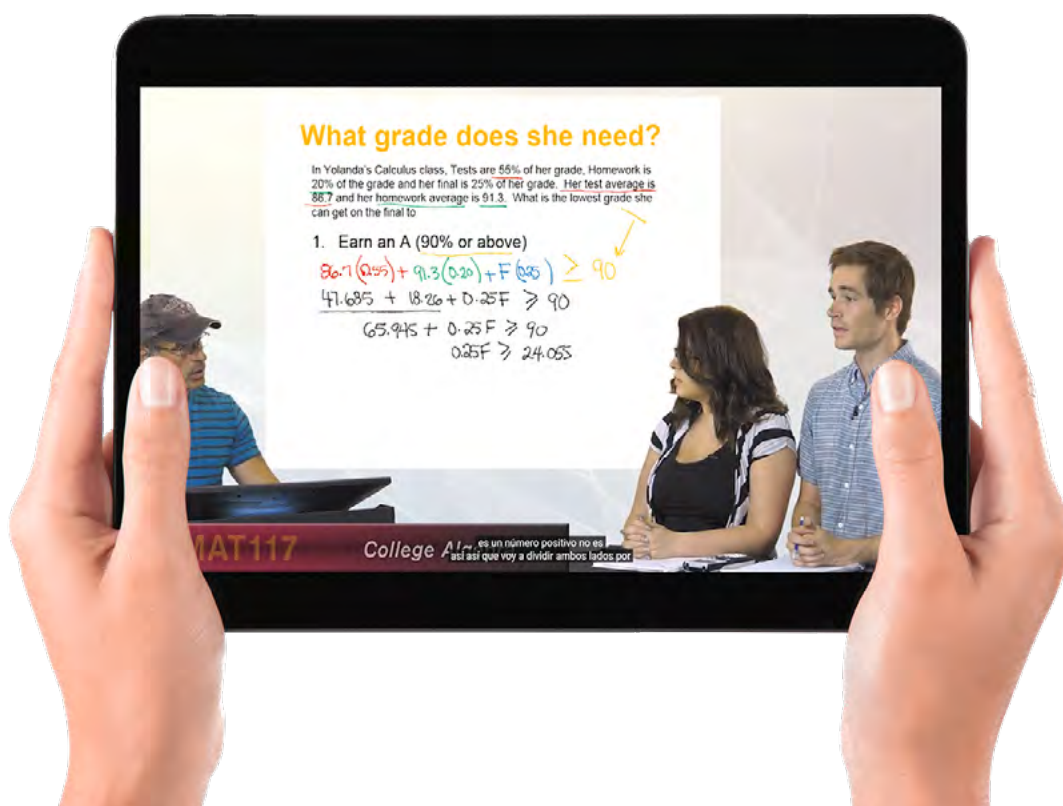 What grade does she need?
In Yolanda's Calculus class, Tests are 55% of her grade, Homework is
20% of the grade and her final is 25% of her grade. Her test average is
86.7 and her homework average is 91.3. What is the lowest grade she
can get on the final to
1. Earn an A (90% or above)
86.7(0.55) + 91.3(0.20) + F(0.25) ≥ 90
47.685 + 18.26 + 0.25F ≥ 90
65.945 + 0.25F ≥ 90
0.25F ≥ 24.055
MAT117
College
es un número positivo no es
así así que voy a dividir ambos lados por